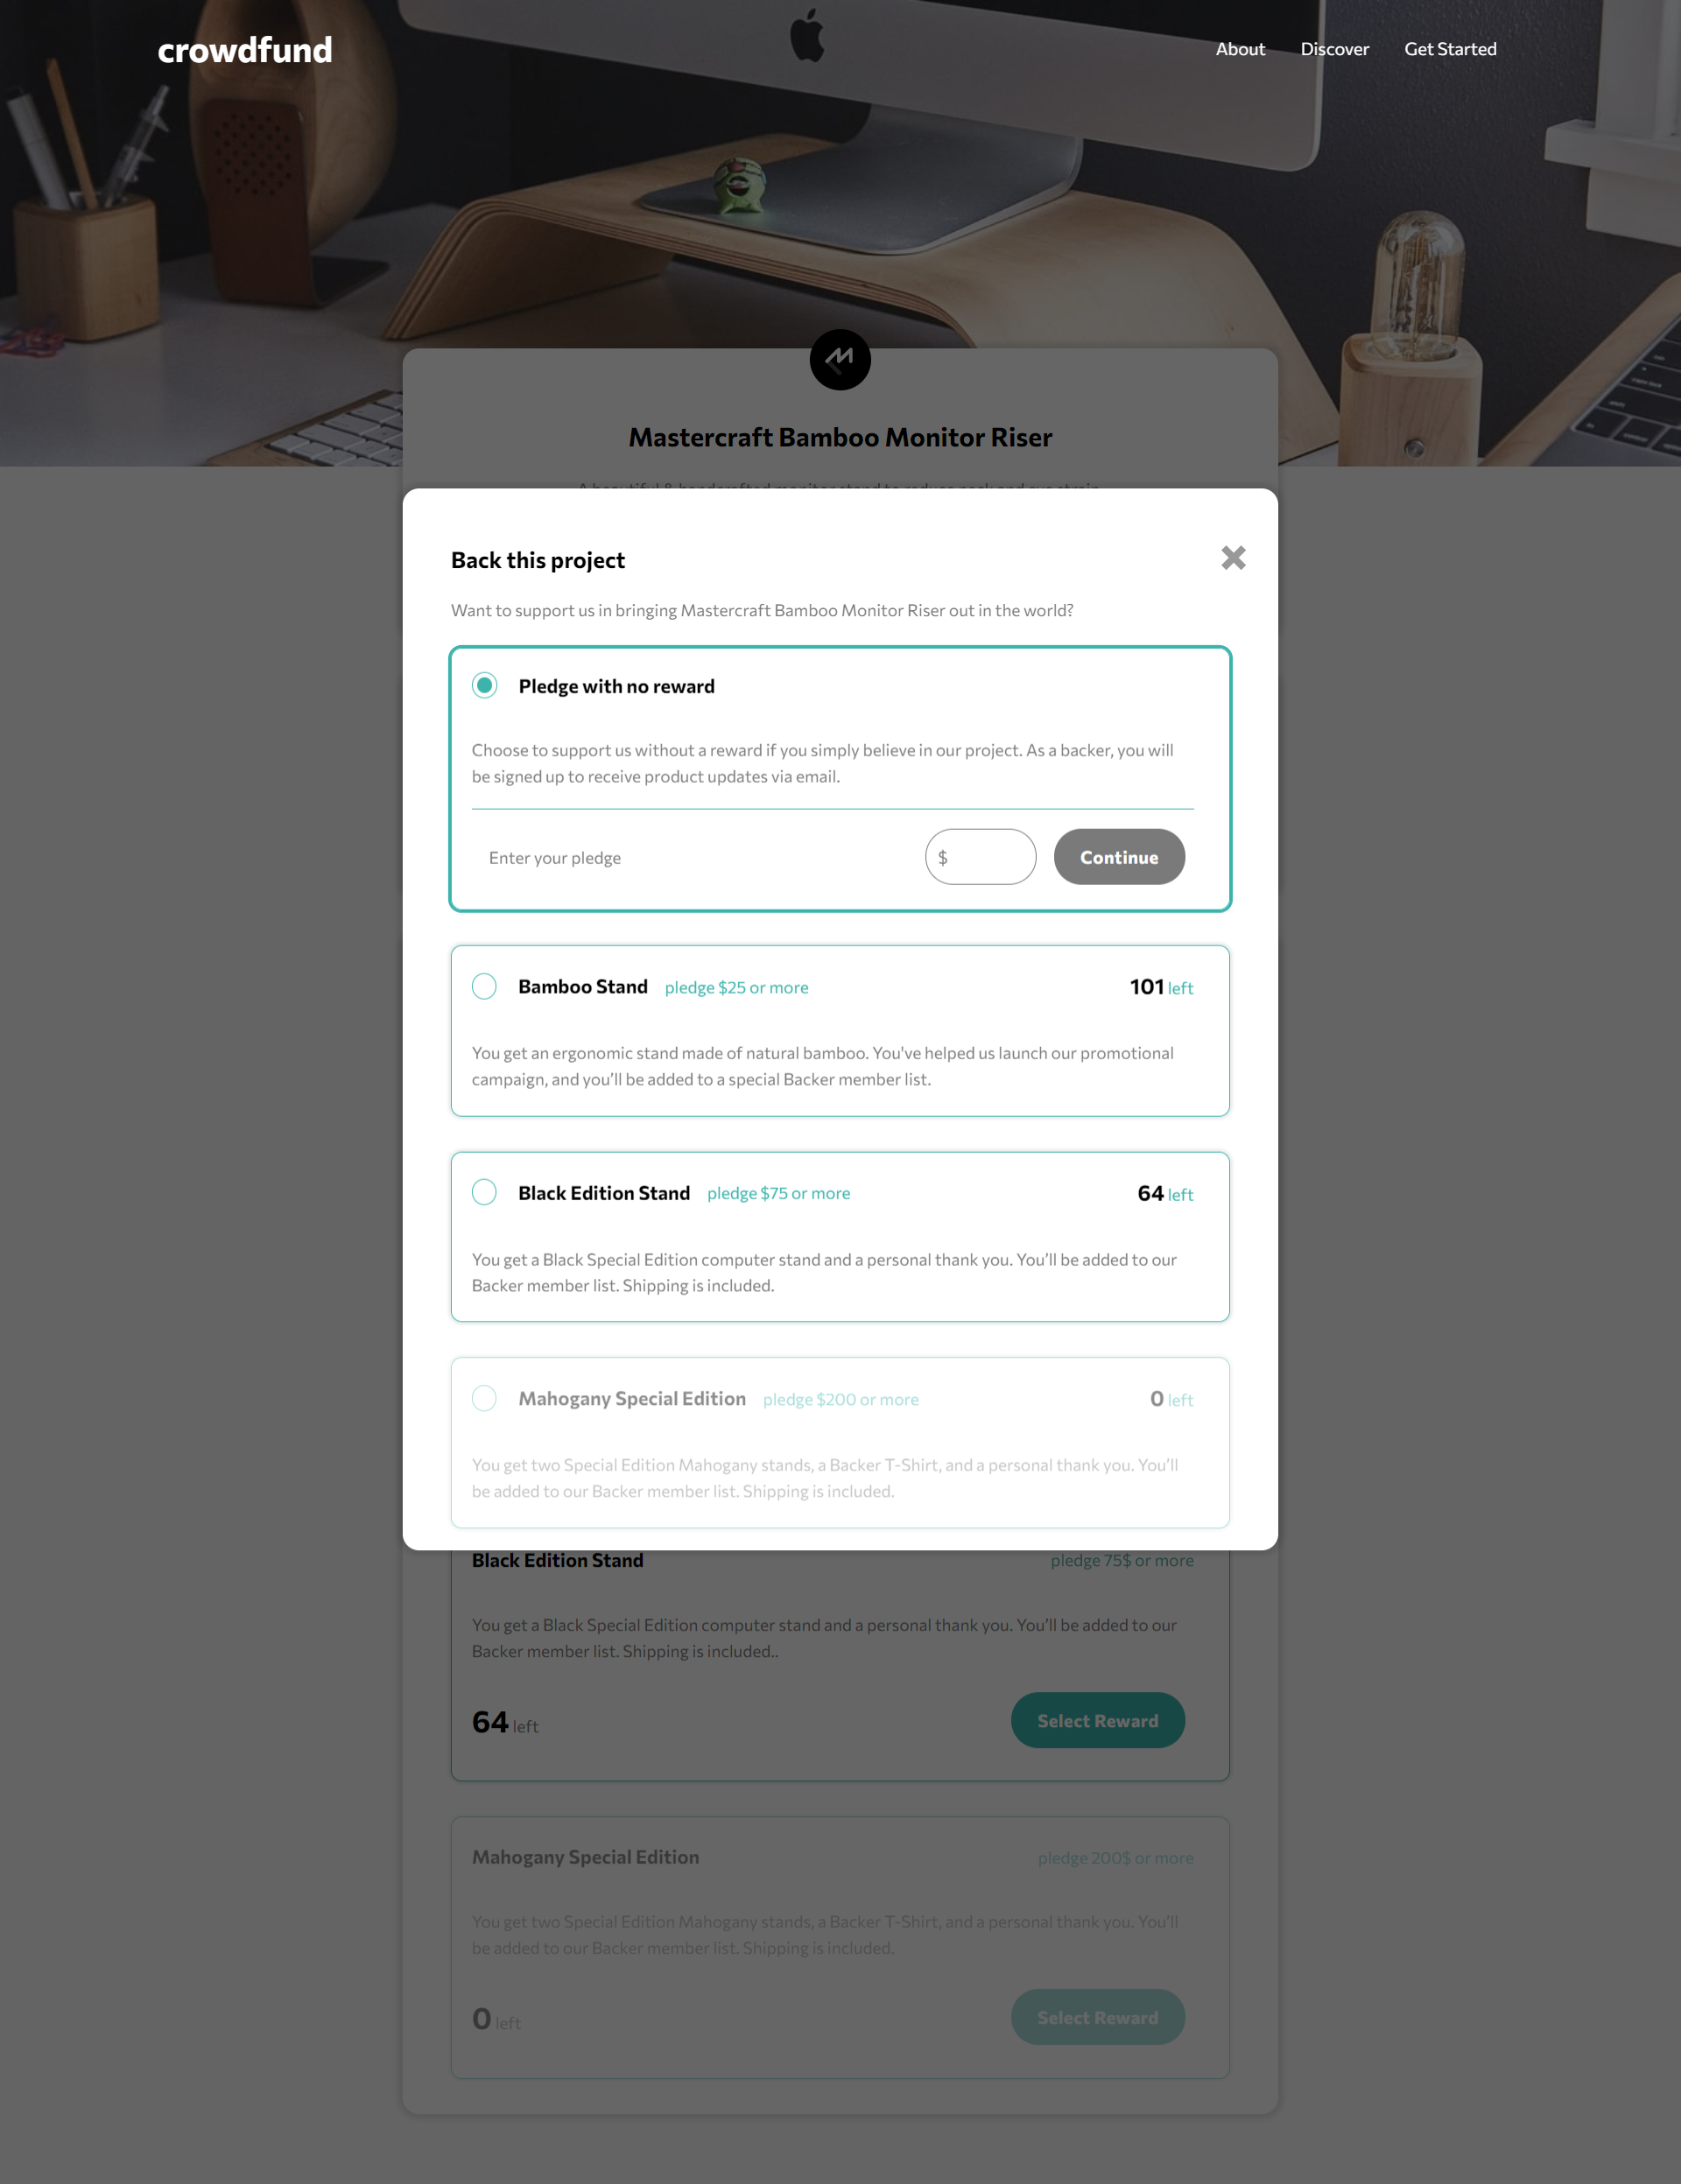 crowdfund
About Discover Get Started
Mastercraft Bamboo Monitor Riser
A beautiful & handcrafted monitor stand to reduce neck and eye strain.
Back this project
Want to support us in bringing Mastercraft Bamboo Monitor Riser out in the world?
Pledge with no reward
Choose to support us without a reward if you simply believe in our project. As a backer, you will
be signed up to receive product updates via email.
Enter your pledge $ Continue
Bamboo Stand pledge $25 or more 101 left
You get an ergonomic stand made of natural bamboo. You've helped us launch our promotional
campaign, and you’ll be added to a special Backer member list.
Black Edition Stand pledge $75 or more 64 left
You get a Black Special Edition computer stand and a personal thank you. You’ll be added to our
Backer member list. Shipping is included.
Mahogany Special Edition pledge $200 or more 0 left
You get two Special Edition Mahogany stands, a Backer T-Shirt, and a personal thank you. You’ll
be added to our Backer member list. Shipping is included.
Black Edition Stand pledge 75$ or more
You get a Black Special Edition computer stand and a personal thank you. You’ll be added to our
Backer member list. Shipping is included..
64 left Select Reward
Mahogany Special Edition pledge 200$ or more
You get two Special Edition Mahogany stands, a Backer T-Shirt, and a personal thank you. You’ll
be added to our Backer member list. Shipping is included.
0 left Select Reward